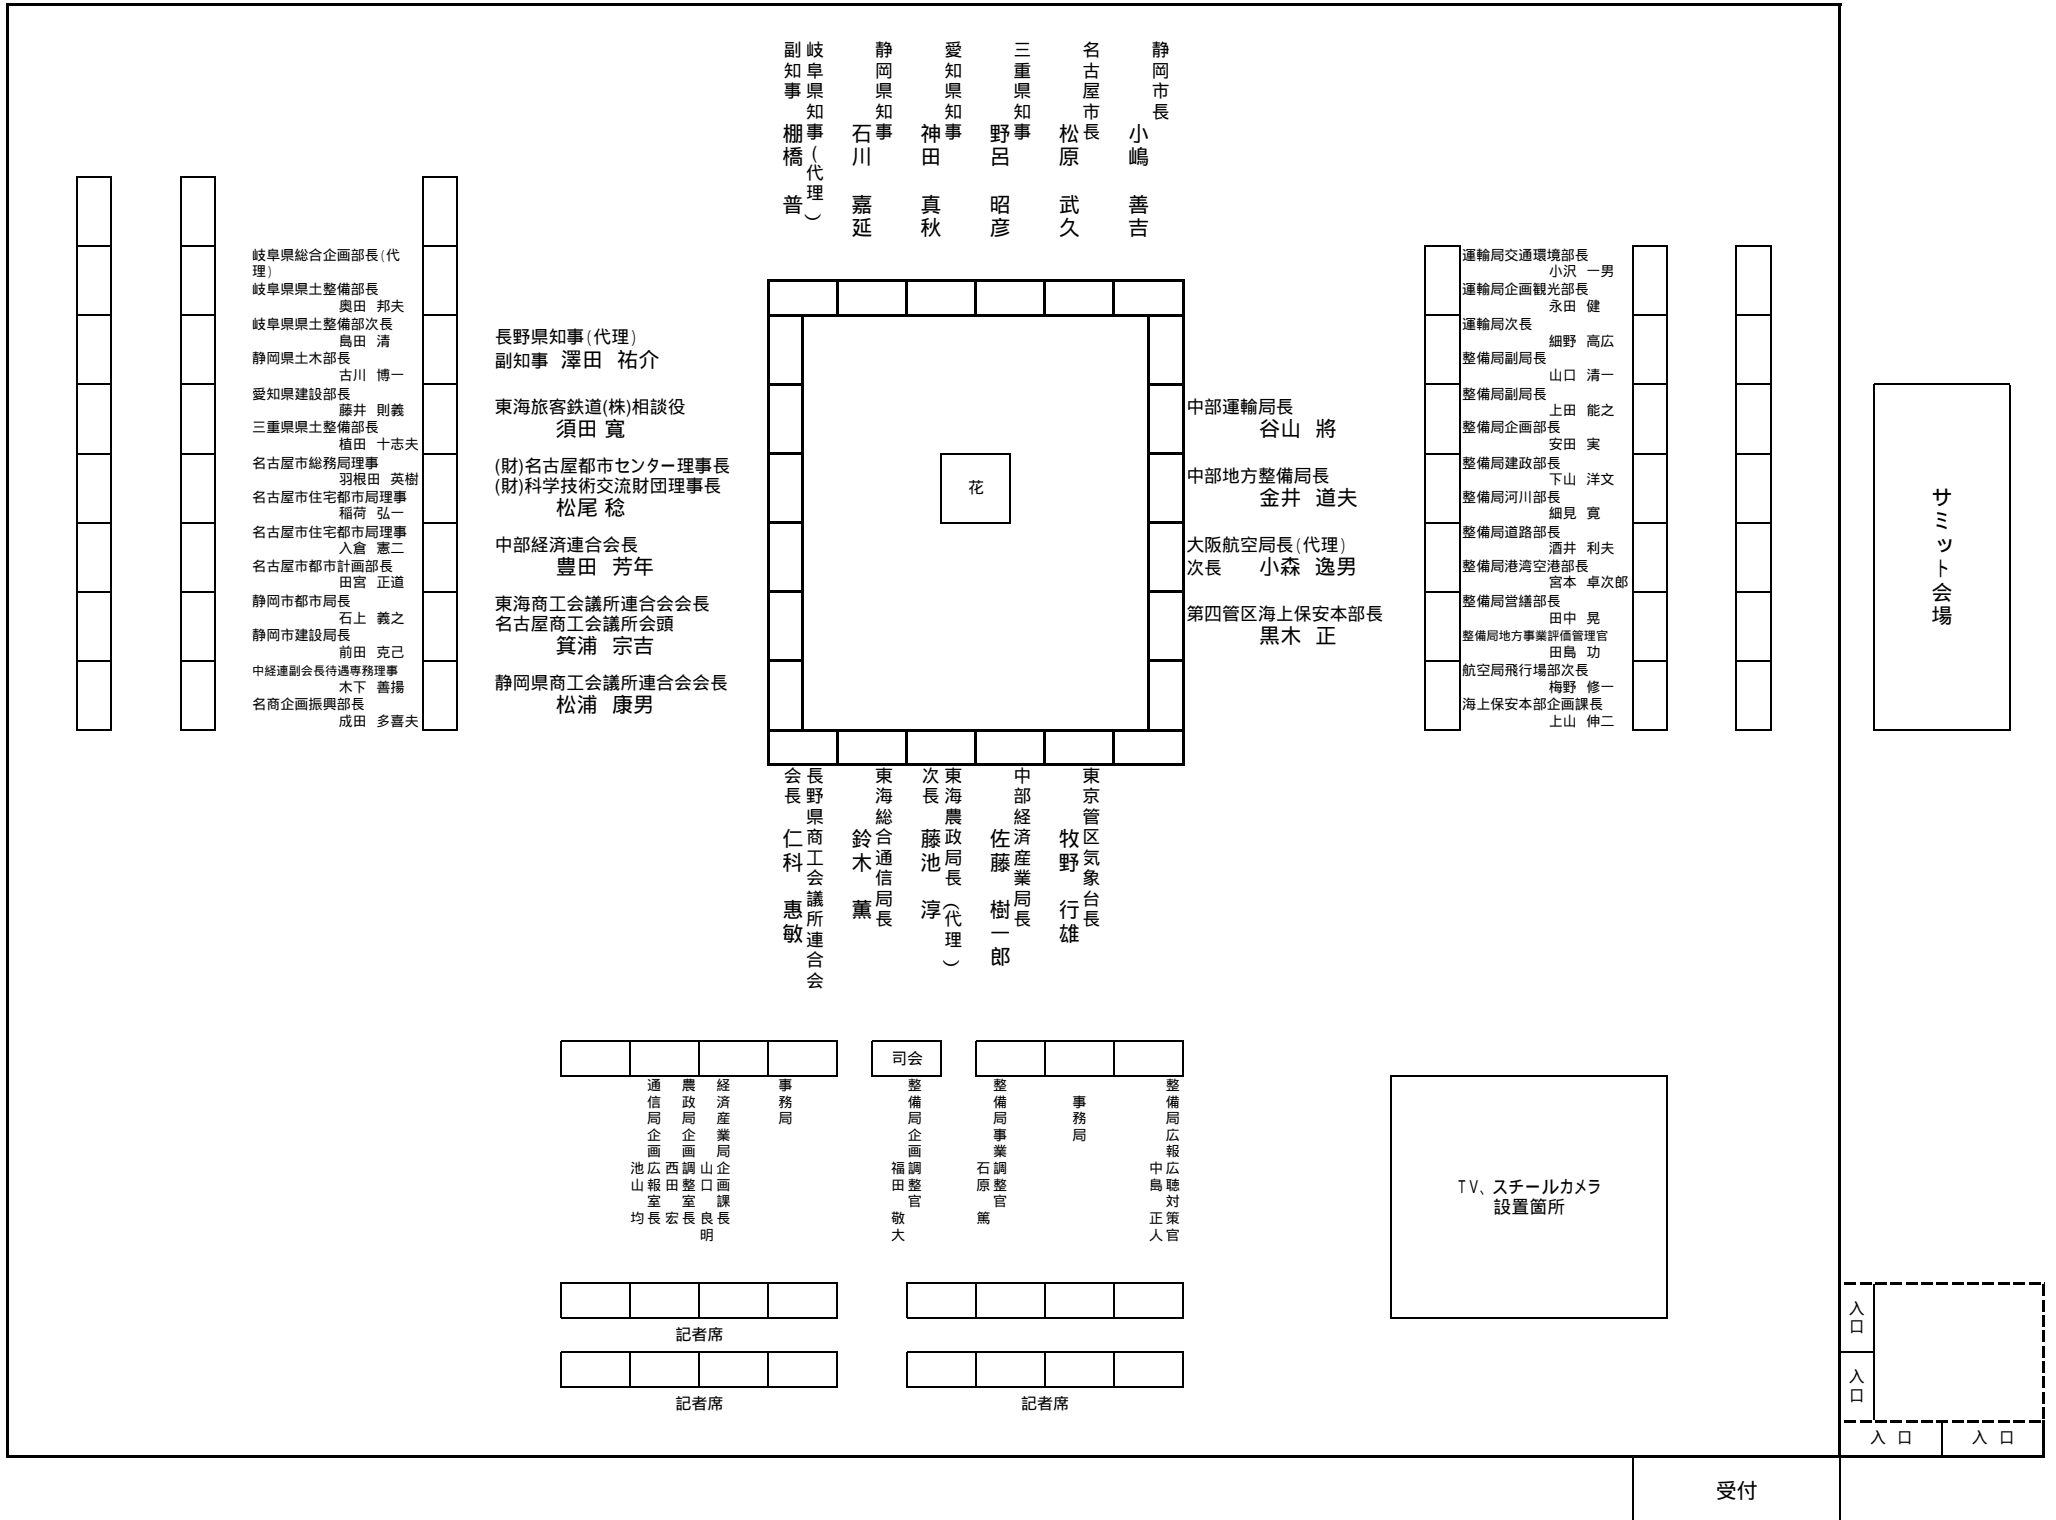 岐阜県知事(代理)
副知事 棚橋 普
静岡県知事
石川 嘉延
愛知県知事
神田 真秋
三重県知事
野呂 昭彦
名古屋市長
松原 武久
静岡市長
小嶋 善吉
岐阜県総合企画部長(代
理)
岐阜県県土整備部長
奥田 邦夫
岐阜県県土整備部次長
島田 清
静岡県土木部長
古川 博一
愛知県建設部長
藤井 則義
三重県県土整備部長
植田 十志夫
名古屋市総務局理事
羽根田 英樹
名古屋市住宅都市局理事
稲荷 弘一
名古屋市住宅都市局理事
入倉 憲二
名古屋市都市計画部長
田宮 正道
静岡市都市局長
石上 義之
静岡市建設局長
前田 克己
中経連副会長待遇専務理事
木下 善揚
名商企画振興部長
成田 多喜夫
長野県知事(代理)
副知事 澤田 祐介
東海旅客鉄道(株)相談役
須田 寬
(財)名古屋都市センター理事長
(財)科学技術交流財団理事長
松尾 稔
中部経済連合会長
豊田 芳年
東海商工会議所連合会会長
名古屋商工会議所会頭
箕浦 宗吉
静岡県商工会議所連合会会長
松浦 康男
花
中部運輸局長
谷山 將
中部地方整備局長
金井 道夫
大阪航空局長(代理)
次長 小森 逸男
第四管区海上保安本部長
黒木 正
運輸局交通環境部長
小沢 一男
運輸局企画観光部長
永田 健
運輸局次長
細野 高広
整備局副局長
山口 清一
整備局副局長
上田 能之
整備局企画部長
安田 実
整備局建政部長
下山 洋文
整備局河川部長
細見 寛
整備局道路部長
酒井 利夫
整備局港湾空港部長
宮本 卓次郎
整備局営繕部長
田中 晃
整備局地方事業評価管理官
田島 功
航空局飛行場部次長
梅野 修一
海上保安本部企画課長
上山 伸二
サミット会場
長野県商工会議所連合会
会長 仁科 惠敏
東海総合通信局長
鈴木 薫
東海農政局長(代理)
次長 藤池 淳
中部経済産業局長
佐藤 樹一郎
東京管区気象台長
牧野 行雄
司会
通信局企画広報室長
池山 均
農政局企画調整室長
西田 宏
経済産業局企画課長
山口 良明
事務局
整備局企画調整官
福田 敬大
整備局事業調整官
石原 篤
事務局
整備局広報広聴対策官
中島 正人
TV、スチールカメラ
設置箇所
記者席
記者席
記者席
入口
入口
入口
入口
受付